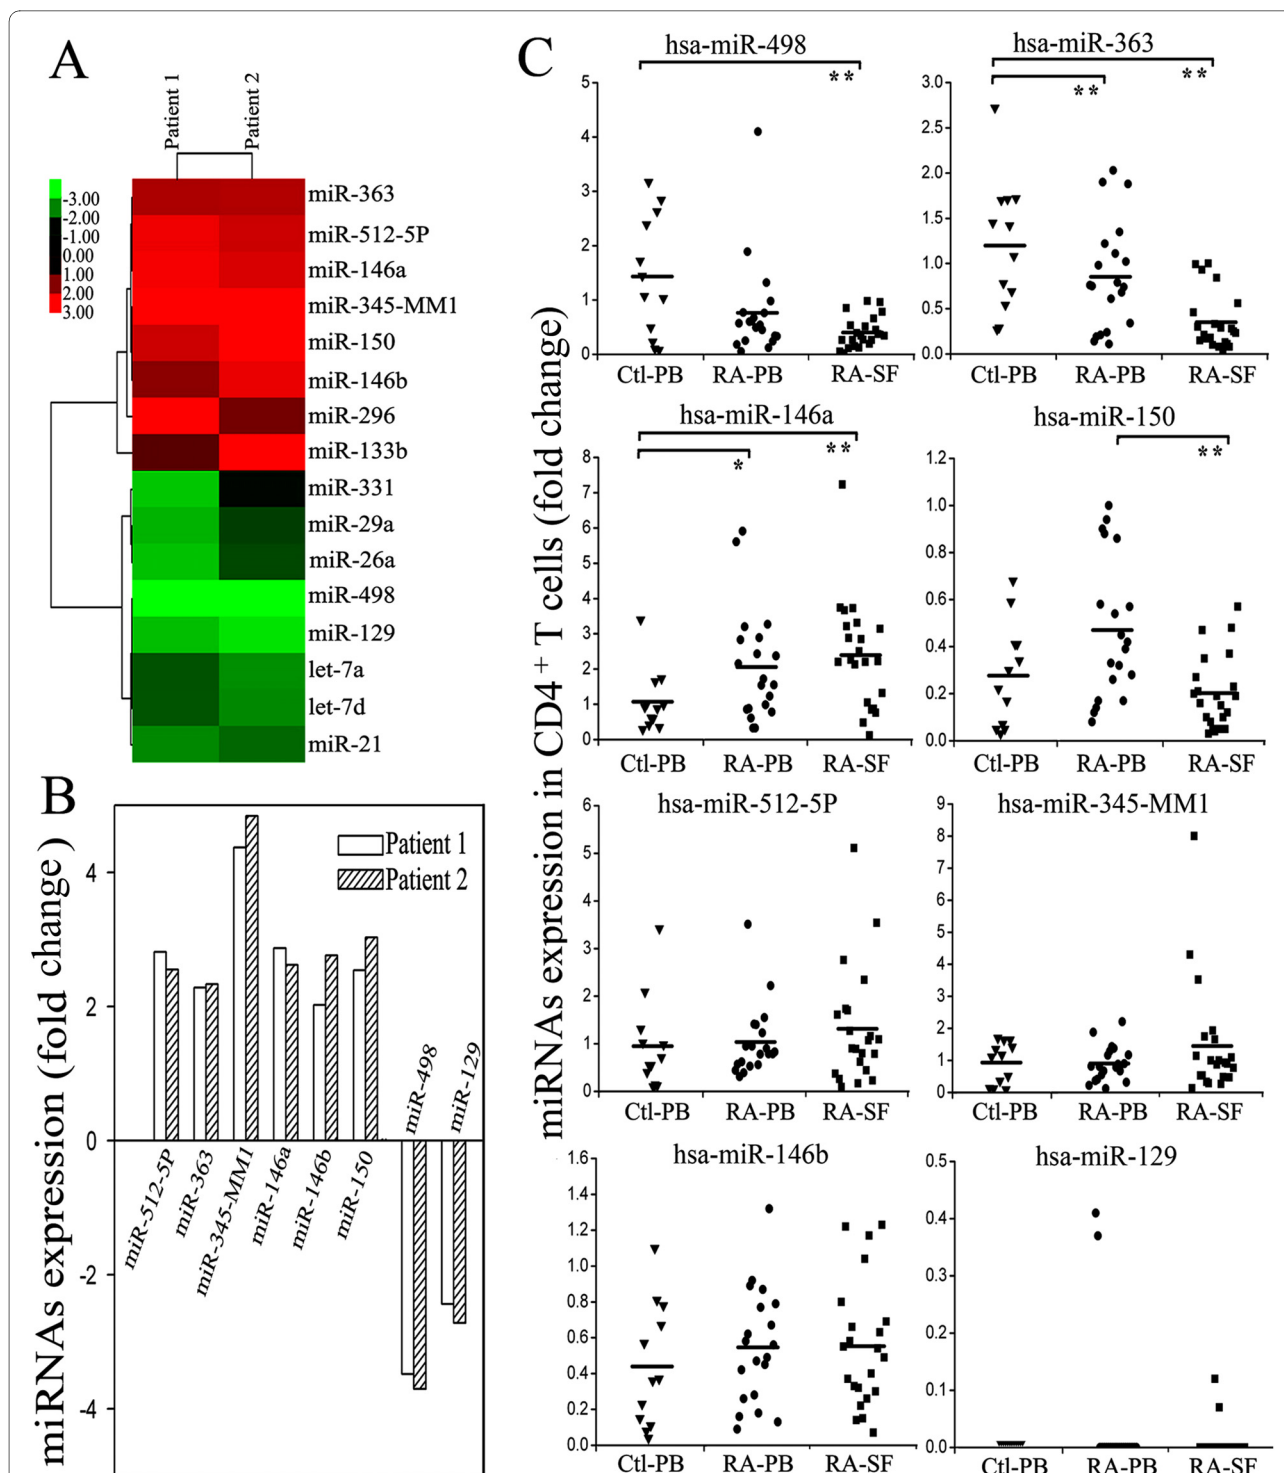 A
Patient 1
Patient 2
-3.00
-2.00
-1.00
0.00
1.00
2.00
3.00
miR-363
miR-512-5P
miR-146a
miR-345-MM1
miR-150
miR-146b
miR-296
miR-133b
miR-331
miR-29a
miR-26a
miR-498
miR-129
let-7a
let-7d
miR-21
B
miRNAs expression (fold change)
Patient 1
Patient 2
4
2
0
-2
-4
miR-512-5P
miR-363
miR-345-MM1
miR-146a
miR-146b
miR-150
miR-498
miR-129
C
miRNAs expression in CD4+ T cells (fold change)
hsa-miR-498
**
5
4
3
2
1
0
Ctl-PB RA-PB RA-SF
hsa-miR-363
** **
3.0
2.5
2.0
1.5
1.0
0.5
0.0
Ctl-PB RA-PB RA-SF
hsa-miR-146a
* **
8
7
6
5
4
3
2
1
0
Ctl-PB RA-PB RA-SF
hsa-miR-150
**
1.2
1.0
0.8
0.6
0.4
0.2
0.0
Ctl-PB RA-PB RA-SF
hsa-miR-512-5P
6
5
4
3
2
1
0
Ctl-PB RA-PB RA-SF
hsa-miR-345-MM1
9
8
7
6
5
4
3
2
1
0
Ctl-PB RA-PB RA-SF
hsa-miR-146b
1.6
1.4
1.2
1.0
0.8
0.6
0.4
0.2
0.0
Ctl-PB RA-PB RA-SF
hsa-miR-129
0.5
0.4
0.3
0.2
0.1
0.0
Ctl-PB RA-PB RA-SF